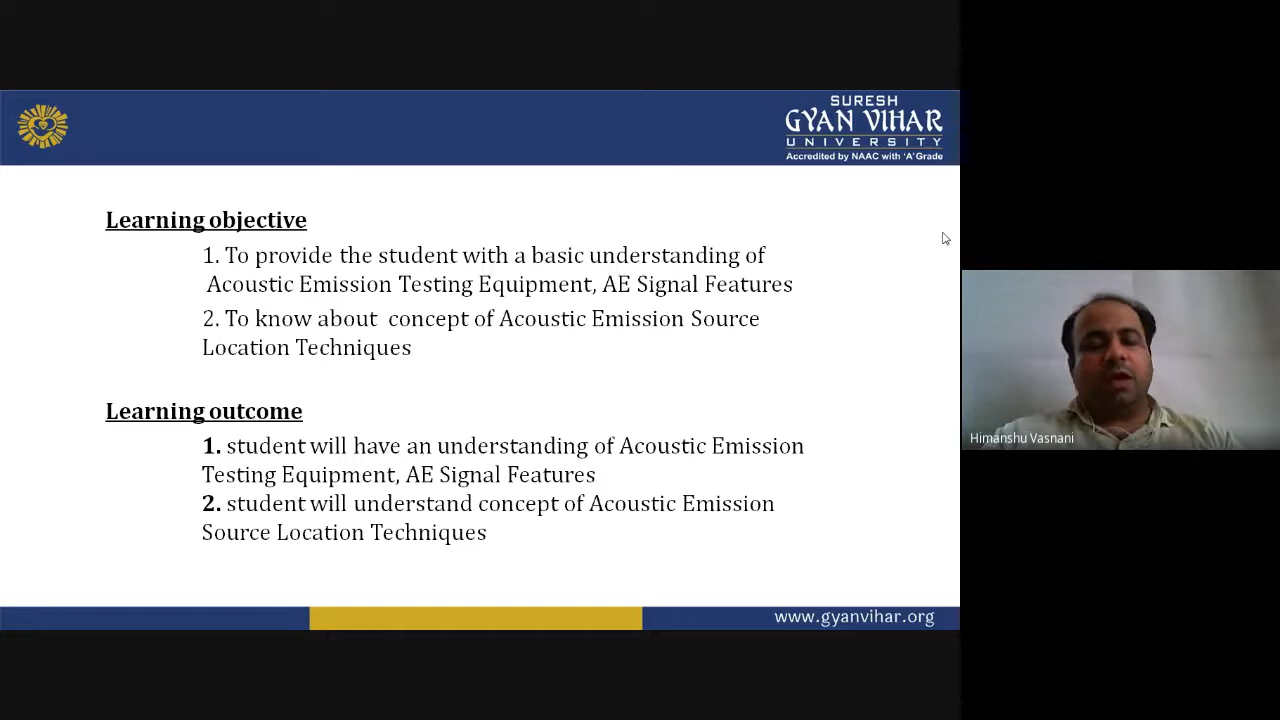 SURESH
GYAN VIHAR
UNIVERSITY
Accredited by NAAC with 'A' Grade
Learning objective
1. To provide the student with a basic understanding of
Acoustic Emission Testing Equipment, AE Signal Features
2. To know about concept of Acoustic Emission Source
Location Techniques
Learning outcome
1. student will have an understanding of Acoustic Emission
Testing Equipment, AE Signal Features
2. student will understand concept of Acoustic Emission
Source Location Techniques
www.gyanvihar.org
Himanshu Vasnani